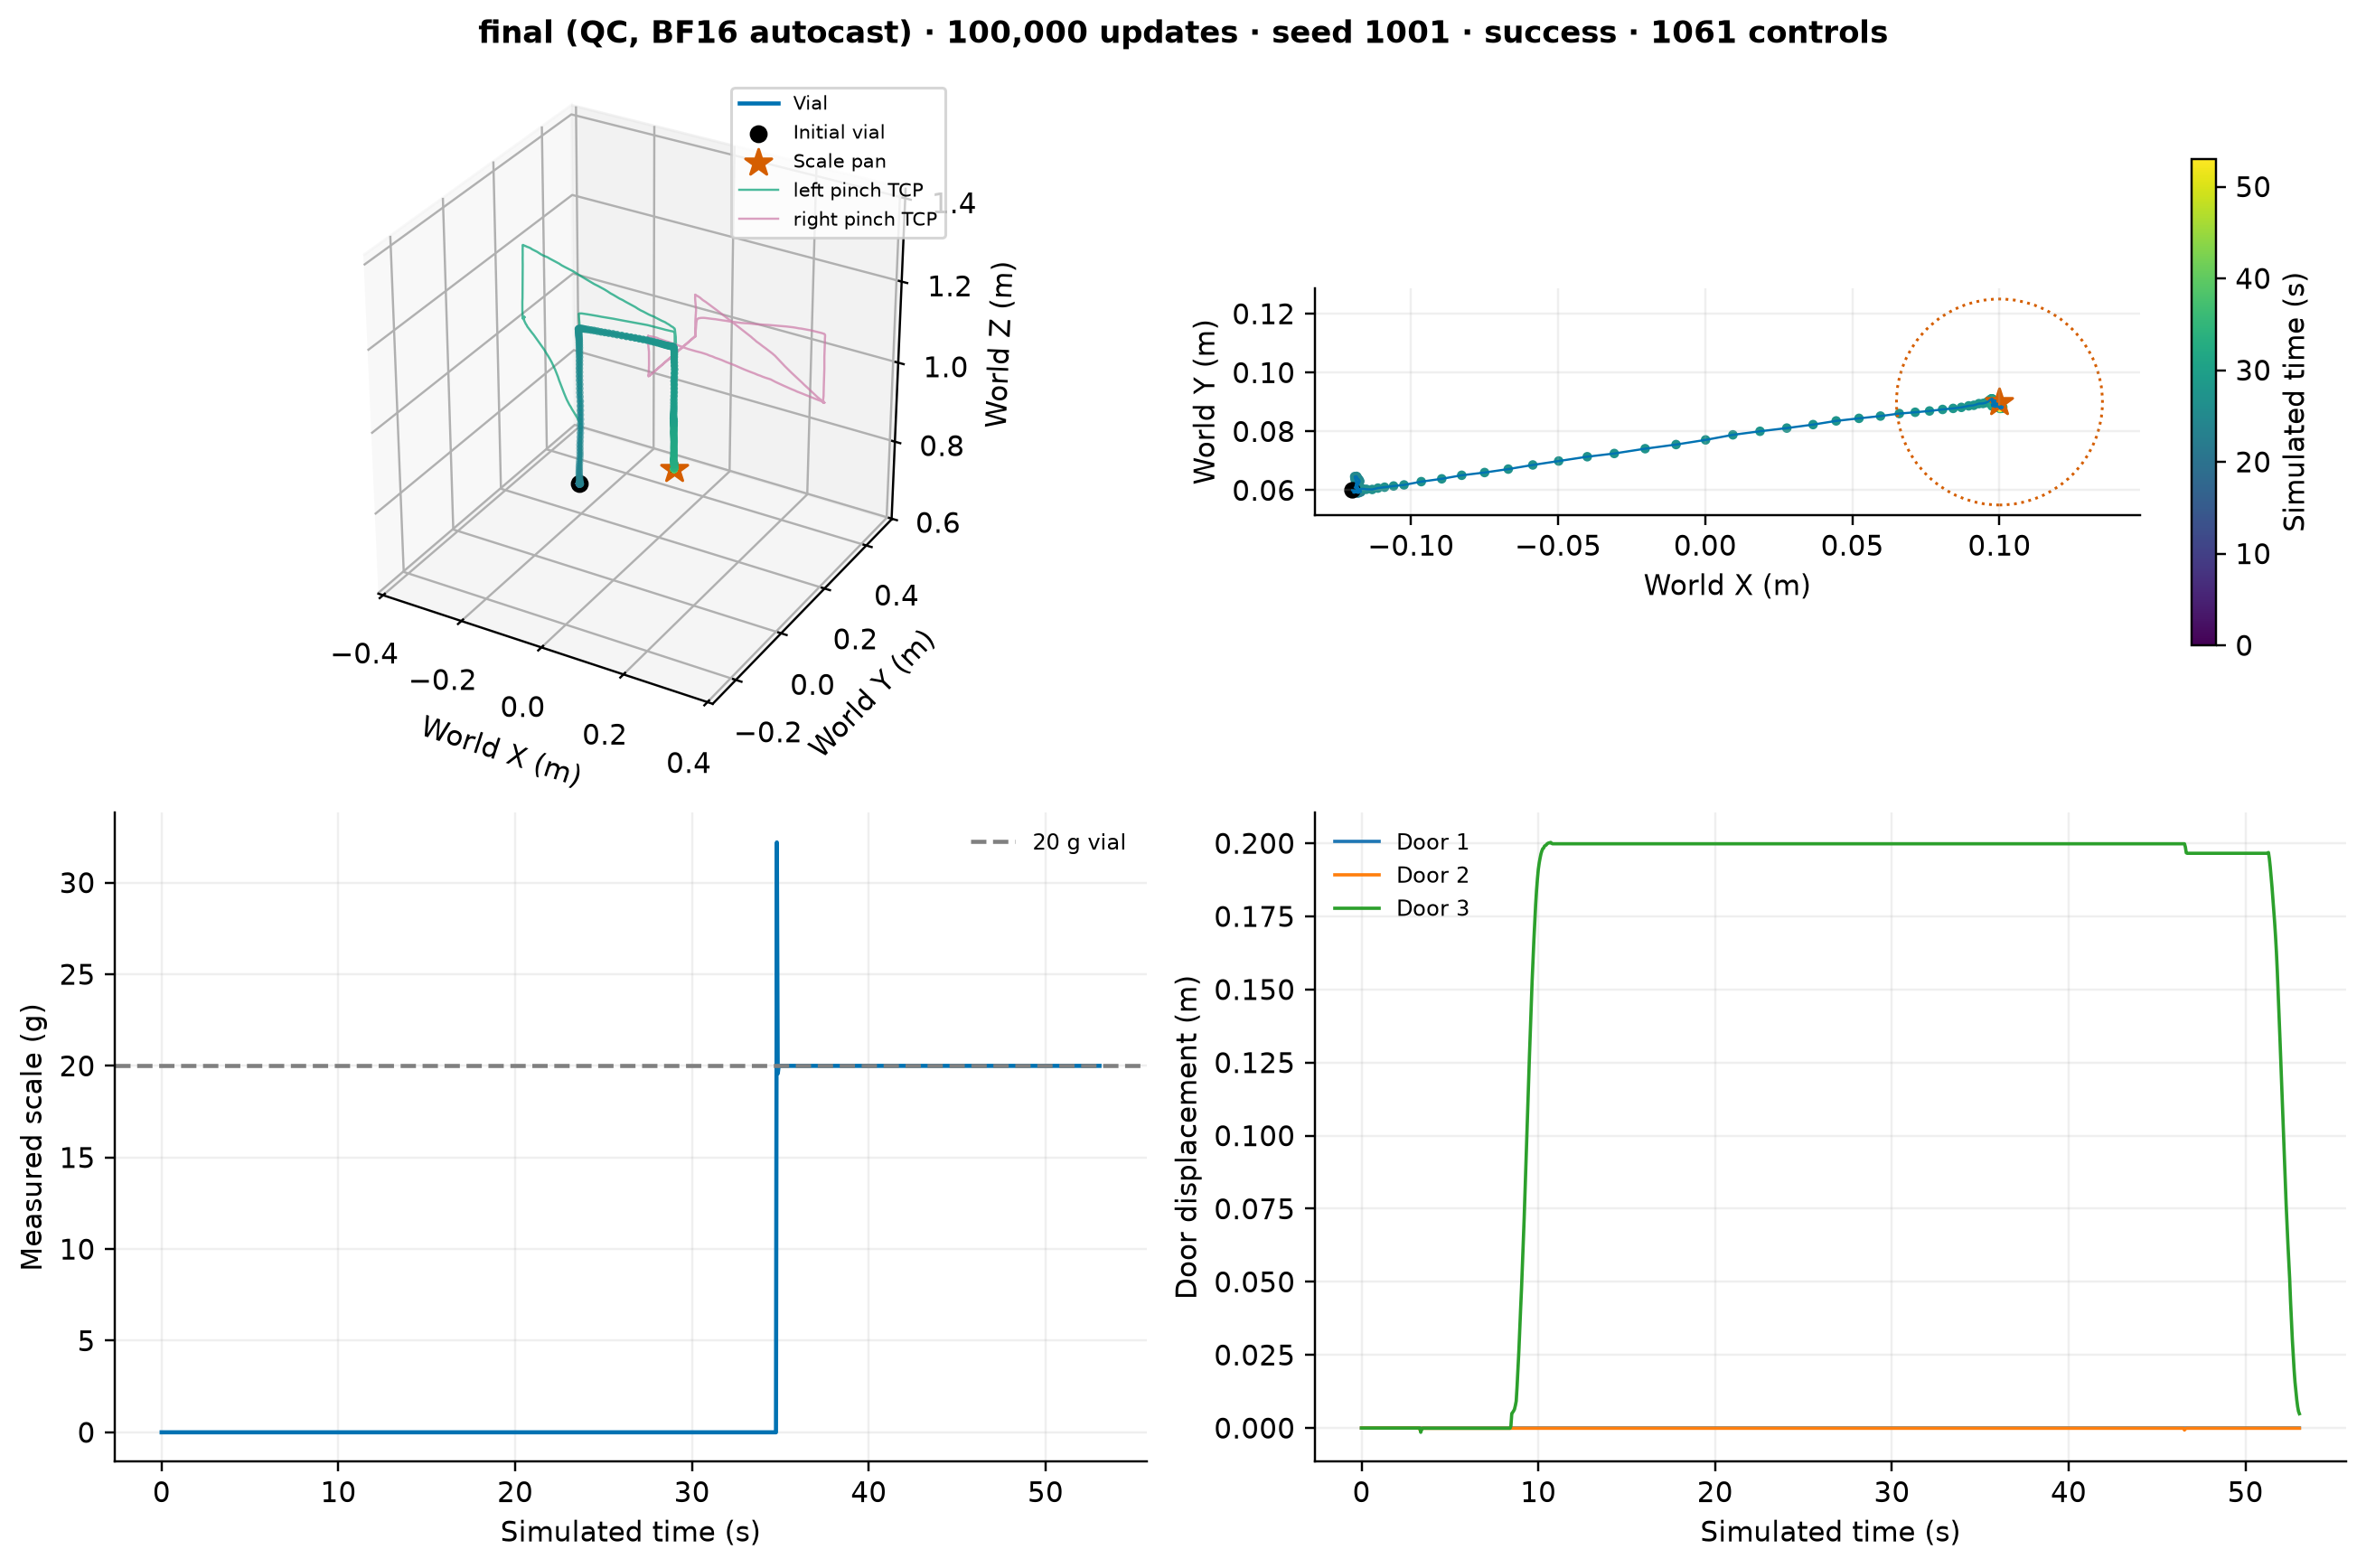 final (QC, BF16 autocast) · 100,000 updates · seed 1001 · success · 1061 controls
Vial
Initial vial
Scale pan
left pinch TCP
right pinch TCP
1.4
1.2
1.0
0.8
0.6
World Z (m)
−0.4
−0.2
0.0
0.2
0.4
World X (m)
−0.2
0.0
0.2
0.4
World Y (m)
0.12
0.10
0.08
0.06
World Y (m)
−0.10
−0.05
0.00
0.05
0.10
World X (m)
50
40
30
20
10
0
Simulated time (s)
20 g vial
30
25
20
15
10
5
0
Measured scale (g)
0
10
20
30
40
50
Simulated time (s)
Door 1
Door 2
Door 3
0.200
0.175
0.150
0.125
0.100
0.075
0.050
0.025
0.000
Door displacement (m)
0
10
20
30
40
50
Simulated time (s)